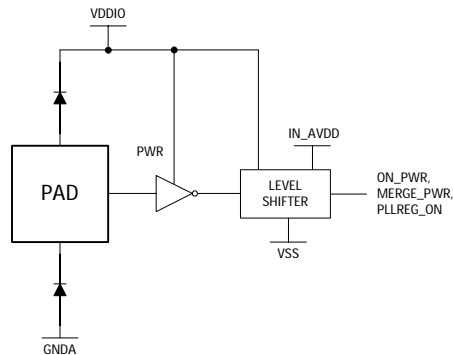 VDDIO
PWR
IN_AVDD
PAD
LEVEL
SHIFTER
ON_PWR,
MERGE_PWR,
PLLREG_ON
VSS
GNDA